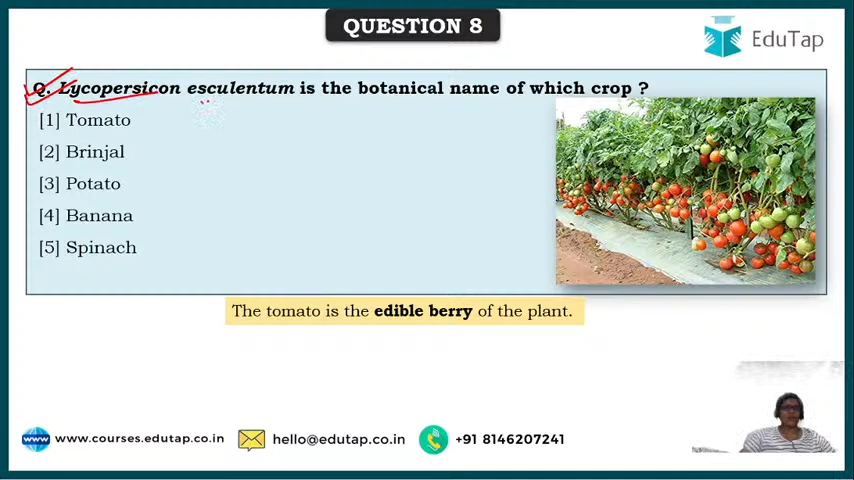 QUESTION 8
EduTap
Q. Lycopersicon esculentum is the botanical name of which crop ?
[1] Tomato
[2] Brinjal
[3] Potato
[4] Banana
[5] Spinach
The tomato is the edible berry of the plant.
www www.courses.edutap.co.in hello@edutap.co.in +91 8146207241